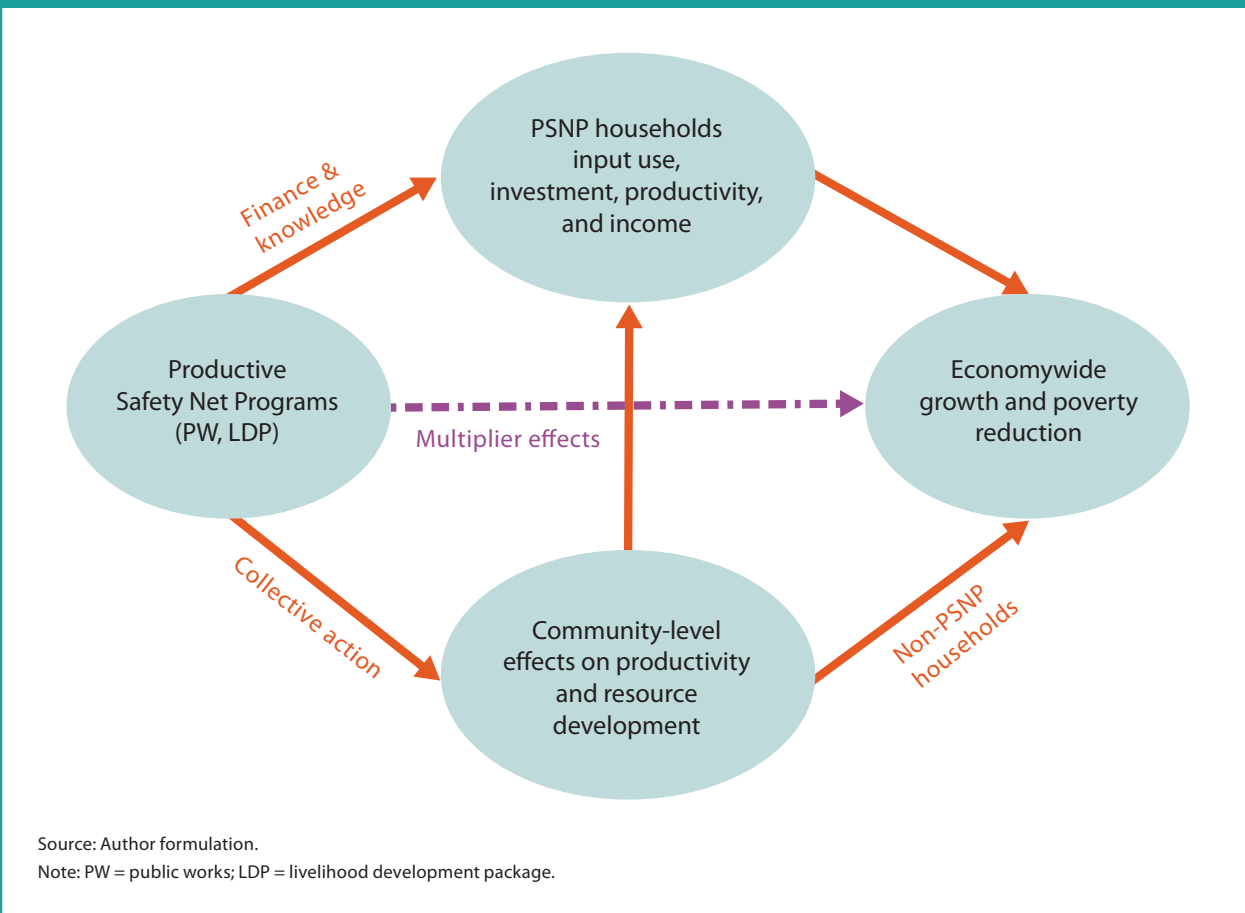 PSNP households
input use,
investment, productivity,
and income
Finance &
knowledge
Productive
Safety Net Programs
(PW, LDP)
Multiplier effects
Economywide
growth and poverty
reduction
Collective action
Community-level
effects on productivity
and resource
development
Non-PSNP
households
Source: Author formulation.
Note: PW = public works; LDP = livelihood development package.